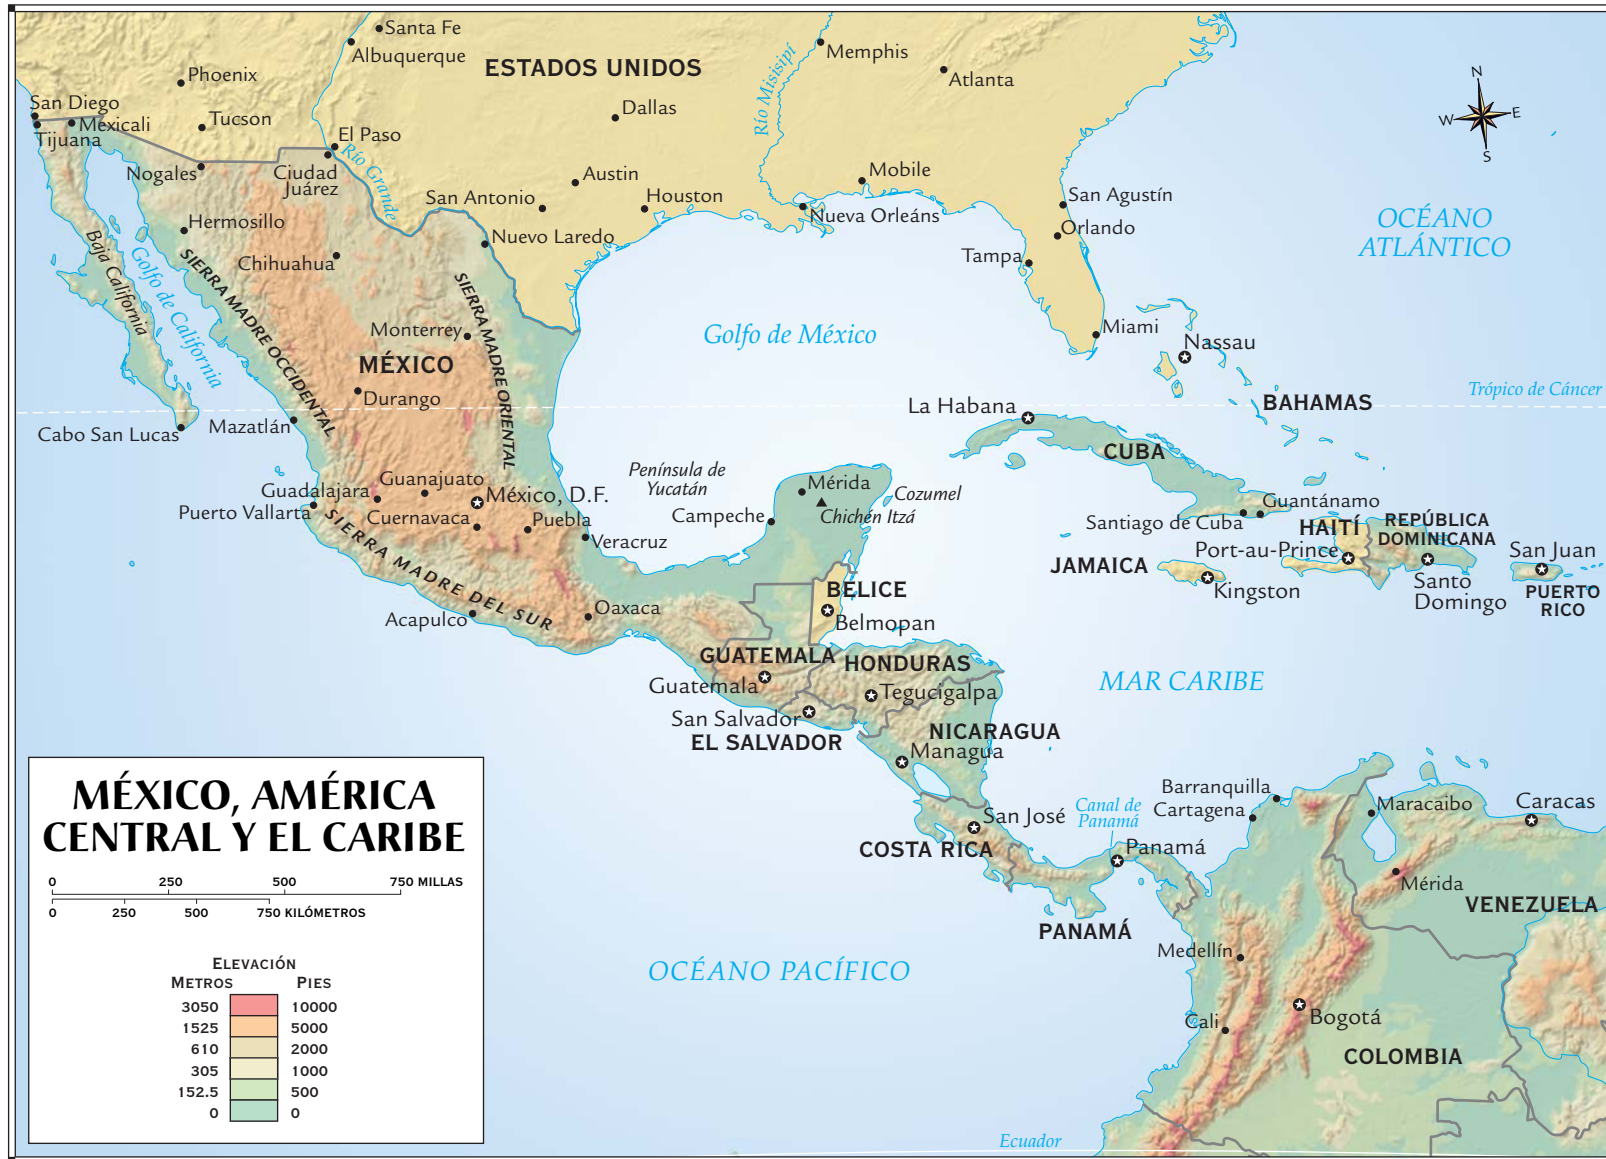 Santa Fe
Albuquerque
ESTADOS UNIDOS
Memphis
Atlanta
Phoenix
Dallas
Río Misisipí
N
W
E
S
San Diego
Mexicali
Tijuana
Tucson
El Paso
Río Grande
Nogales
Ciudad
Juárez
Austin
San Antonio
Houston
Mobile
Nueva Orleáns
San Agustín
Orlando
Tampa
OCÉANO
ATLÁNTICO
Hermosillo
Chihuahua
Nuevo Laredo
Baja California
Golfo de California
SIERRA MADRE OCCIDENTAL
SIERRA MADRE ORIENTAL
Monterrey
MÉXICO
Durango
Golfo de México
Miami
Nassau
Trópico de Cáncer
BAHAMAS
La Habana
CUBA
Cabo San Lucas
Mazatlán
Guanajuato
Guadalajara
Puerto Vallarta
México, D.F.
Cuernavaca
Puebla
Veracruz
SIERRA MADRE DEL SUR
Acapulco
Oaxaca
Península de
Yucatán
Mérida
Campeche
Chichén Itzá
Cozumel
Guantánamo
Santiago de Cuba
HAITÍ
Port-au-Prince
REPÚBLICA
DOMINICANA
Santo
Domingo
San Juan
PUERTO
RICO
JAMAICA
Kingston
BELICE
Belmopan
GUATEMALA
Guatemala
HONDURAS
Tegucigalpa
San Salvador
EL SALVADOR
NICARAGUA
Managua
MAR CARIBE
San José
COSTA RICA
Canal de
Panamá
Panamá
PANAMÁ
Barranquilla
Cartagena
Maracaibo
Caracas
Mérida
VENEZUELA
Medellín
Cali
Bogotá
COLOMBIA
OCÉANO PACÍFICO
Ecuador
MÉXICO, AMÉRICA
CENTRAL Y EL CARIBE
0 250 500 750 MILLAS
0 250 500 750 KILÓMETROS
ELEVACIÓN
METROS PIES
3050 10000
1525 5000
610 2000
305 1000
152.5 500
0 0